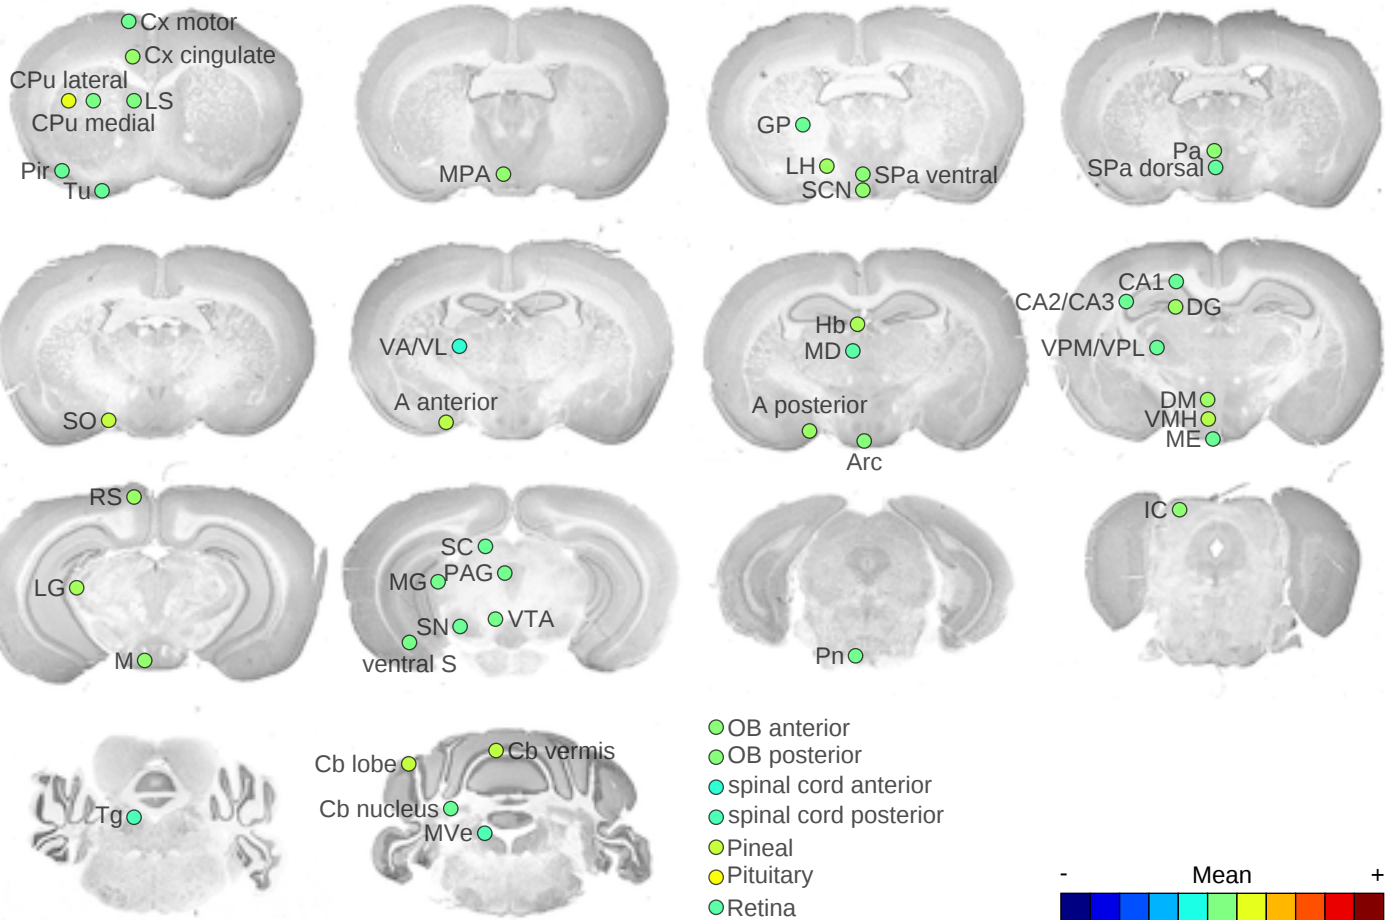 Cx motor
Cx cingulate
CPu lateral
LS
CPu medial
Pir
Tu
MPA
GP
LH
SPa ventral
SCN
Pa
SPa dorsal
SO
VA/VL
A anterior
Hb
MD
A posterior
Arc
CA1
CA2/CA3
DG
VPM/VPL
DM
VMH
ME
RS
LG
M
SC
MG
PAG
SN
VTA
ventral S
Pn
IC
Tg
Cb lobe
Cb vermis
Cb nucleus
MVe
OB anterior
OB posterior
spinal cord anterior
spinal cord posterior
Pineal
Pituitary
Retina
- Mean +